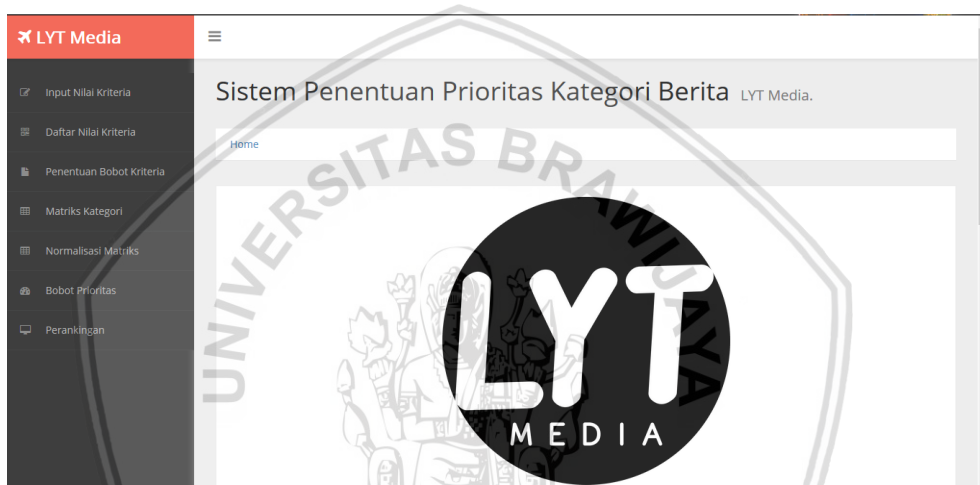 LYT Media
Input Nilai Kriteria
Daftar Nilai Kriteria
Penentuan Bobot Kriteria
Matriks Kategori
Normalisasi Matriks
Bobot Prioritas
Perankingan
Sistem Penentuan Prioritas Kategori Berita LYT Media.
Home
LYT
MEDIA
UNIVERSITAS BRAWIJAYA